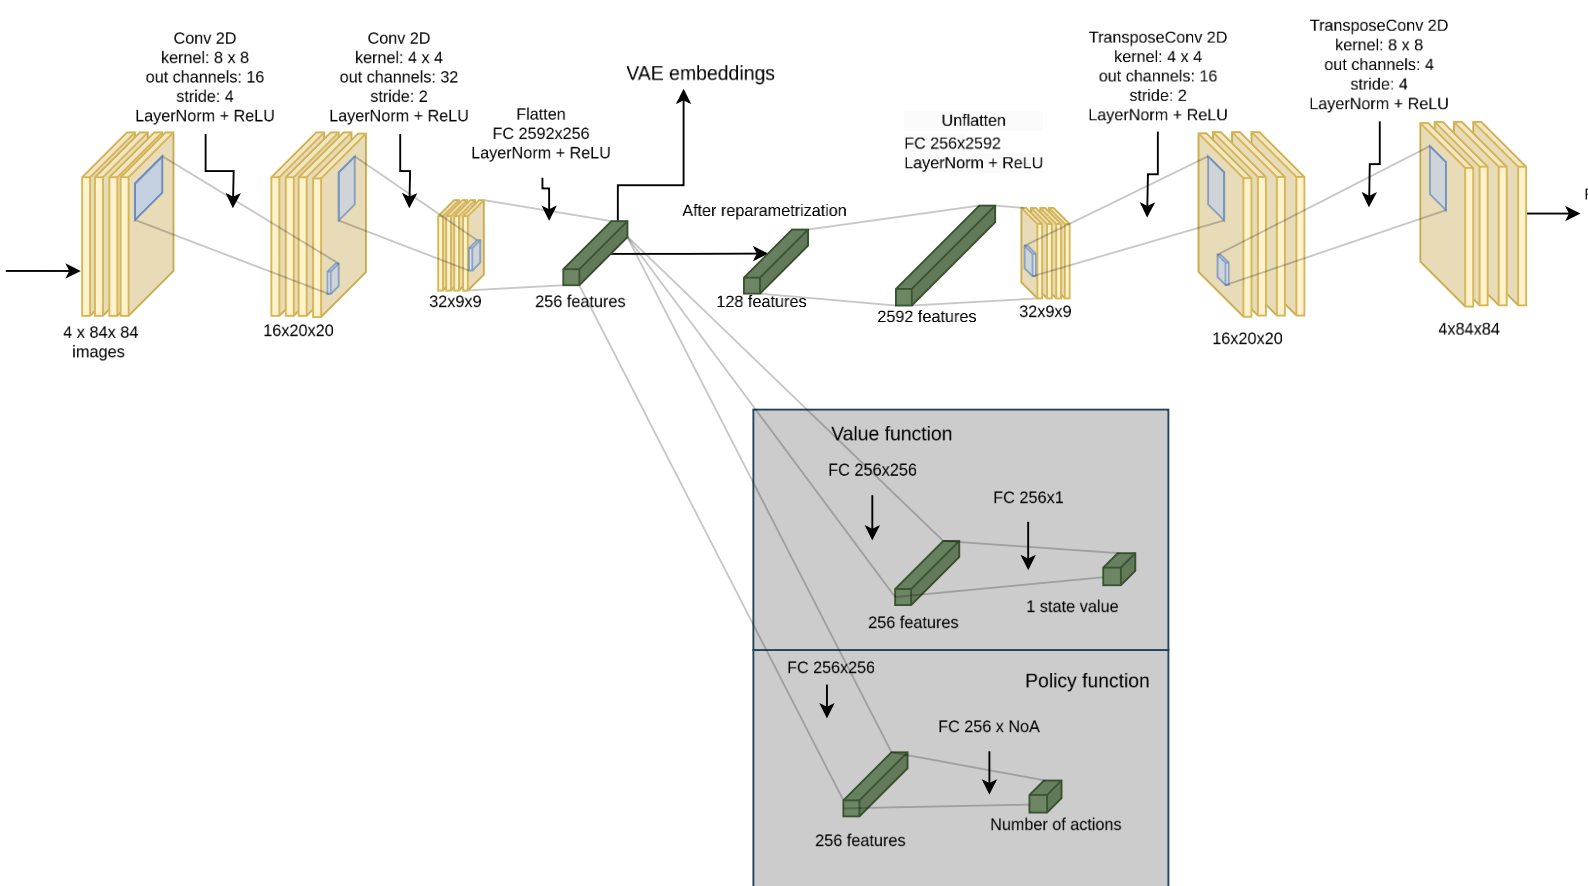 Conv 2D
kernel: 8 x 8
out channels: 16
stride: 4
LayerNorm + ReLU
Conv 2D
kernel: 4 x 4
out channels: 32
stride: 2
LayerNorm + ReLU
Flatten
FC 2592x256
LayerNorm + ReLU
VAE embeddings
After reparametrization
Unflatten
FC 256x2592
LayerNorm + ReLU
TransposeConv 2D
kernel: 4 x 4
out channels: 16
stride: 2
LayerNorm + ReLU
TransposeConv 2D
kernel: 8 x 8
out channels: 4
stride: 4
LayerNorm + ReLU
4 x 84x 84
images
16x20x20
32x9x9
256 features
128 features
2592 features
32x9x9
16x20x20
4x84x84
Value function
FC 256x256
FC 256x1
256 features
1 state value
Policy function
FC 256x256
FC 256 x NoA
256 features
Number of actions